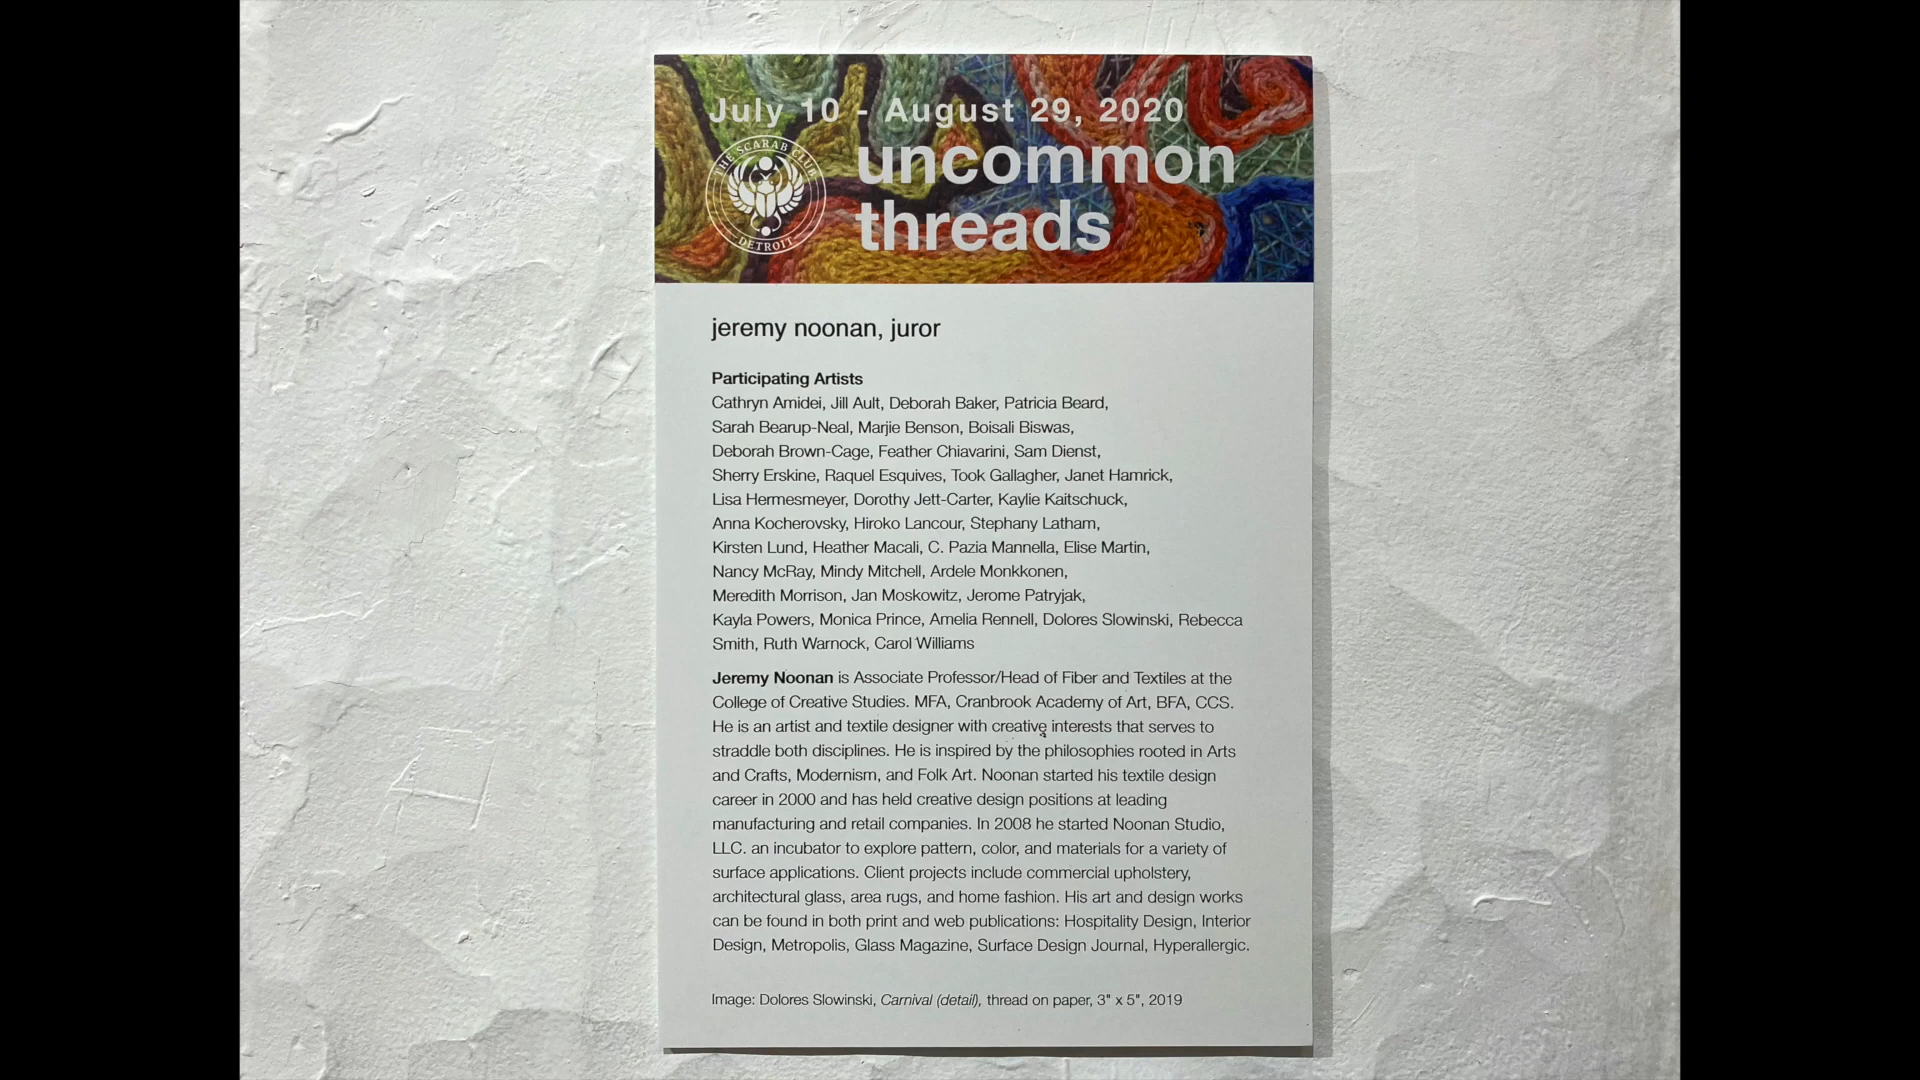 July 10 - August 29, 2020
THE SCARAB CLUB
DETROIT
uncommon
threads
jeremy noonan, juror
Participating Artists
Cathryn Amidei, Jill Ault, Deborah Baker, Patricia Beard,
Sarah Bearup-Neal, Marjie Benson, Boisali Biswas,
Deborah Brown-Cage, Feather Chiavarini, Sam Dienst,
Sherry Erskine, Raquel Esquives, Took Gallagher, Janet Hamrick,
Lisa Hermesmeyer, Dorothy Jett-Carter, Kaylie Kaitschuck,
Anna Kocherovsky, Hiroko Lancour, Stephany Latham,
Kirsten Lund, Heather Macali, C. Pazia Mannella, Elise Martin,
Nancy McRay, Mindy Mitchell, Ardele Monkkonen,
Meredith Morrison, Jan Moskowitz, Jerome Patryjak,
Kayla Powers, Monica Prince, Amelia Rennell, Dolores Slowinski, Rebecca
Smith, Ruth Warnock, Carol Williams
Jeremy Noonan is Associate Professor/Head of Fiber and Textiles at the
College of Creative Studies. MFA, Cranbrook Academy of Art, BFA, CCS.
He is an artist and textile designer with creative interests that serves to
straddle both disciplines. He is inspired by the philosophies rooted in Arts
and Crafts, Modernism, and Folk Art. Noonan started his textile design
career in 2000 and has held creative design positions at leading
manufacturing and retail companies. In 2008 he started Noonan Studio,
LLC. an incubator to explore pattern, color, and materials for a variety of
surface applications. Client projects include commercial upholstery,
architectural glass, area rugs, and home fashion. His art and design works
can be found in both print and web publications: Hospitality Design, Interior
Design, Metropolis, Glass Magazine, Surface Design Journal, Hyperallergic.
Image: Dolores Slowinski, Carnival (detail), thread on paper, 3" x 5", 2019